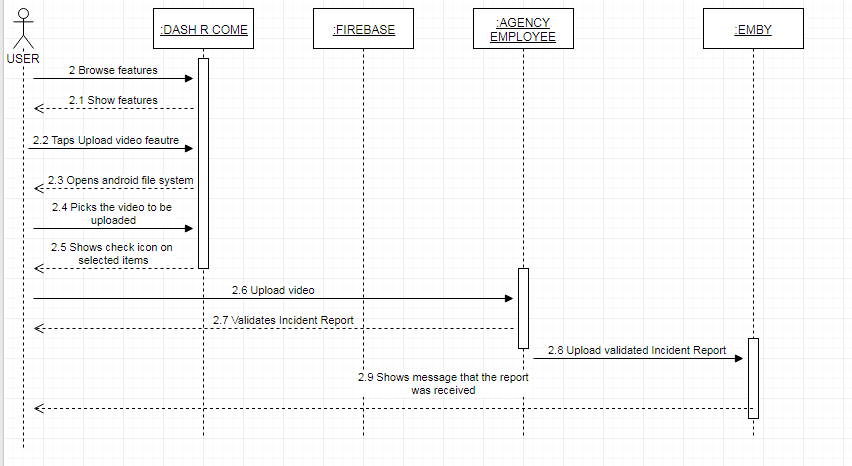 :DASH R COME
:FIREBASE
:AGENCY
EMPLOYEE
:EMBY
USER
2 Browse features
2.1 Show features
2.2 Taps Upload video feautre
2.3 Opens android file system
2.4 Picks the video to be
uploaded
2.5 Shows check icon on
selected items
2.6 Upload video
2.7 Validates Incident Report
2.8 Upload validated Incident Report
2.9 Shows message that the report
was received